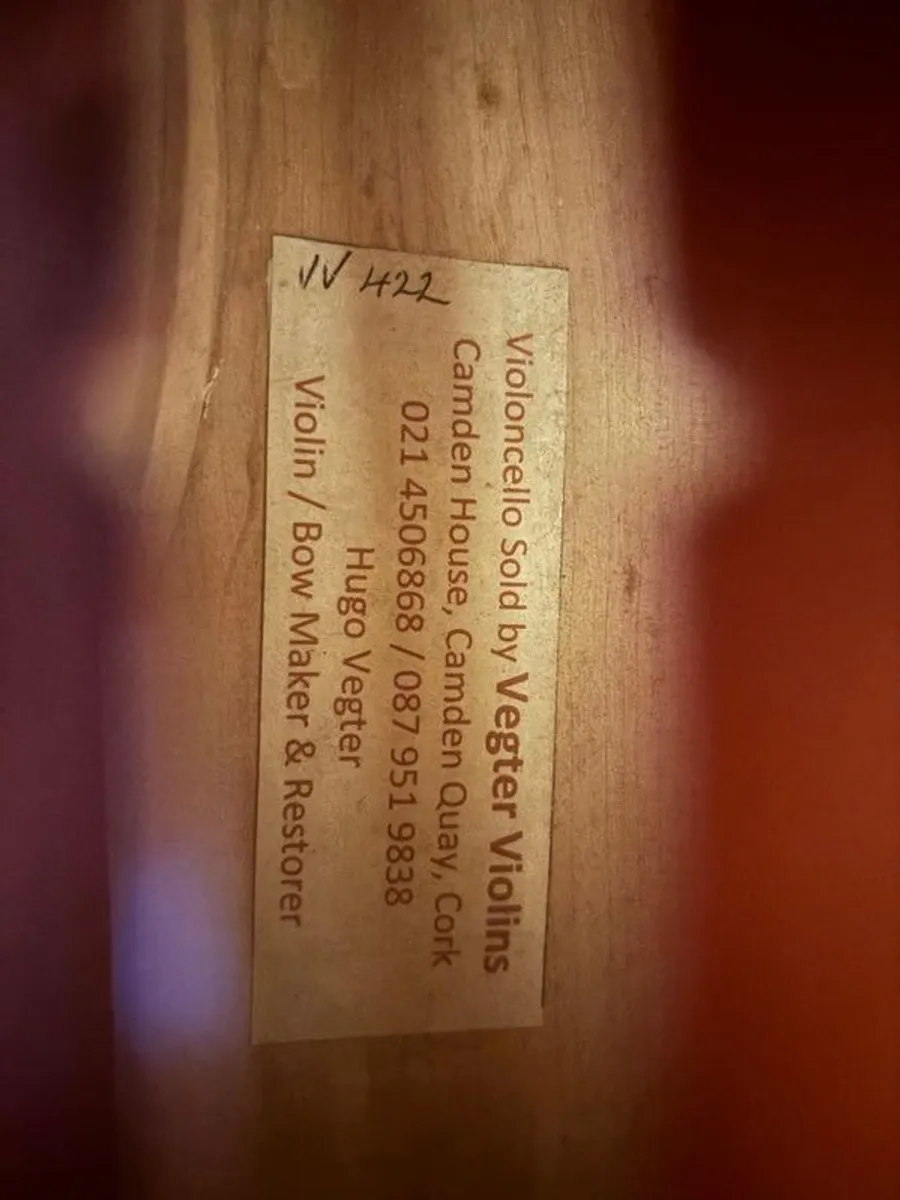 Violoncello Sold by Vegter Violins
Camden House, Camden Quay, Cork
021 4506868 / 087 951 9838
Hugo Vegter
Violin / Bow Maker & Restorer
VV 422